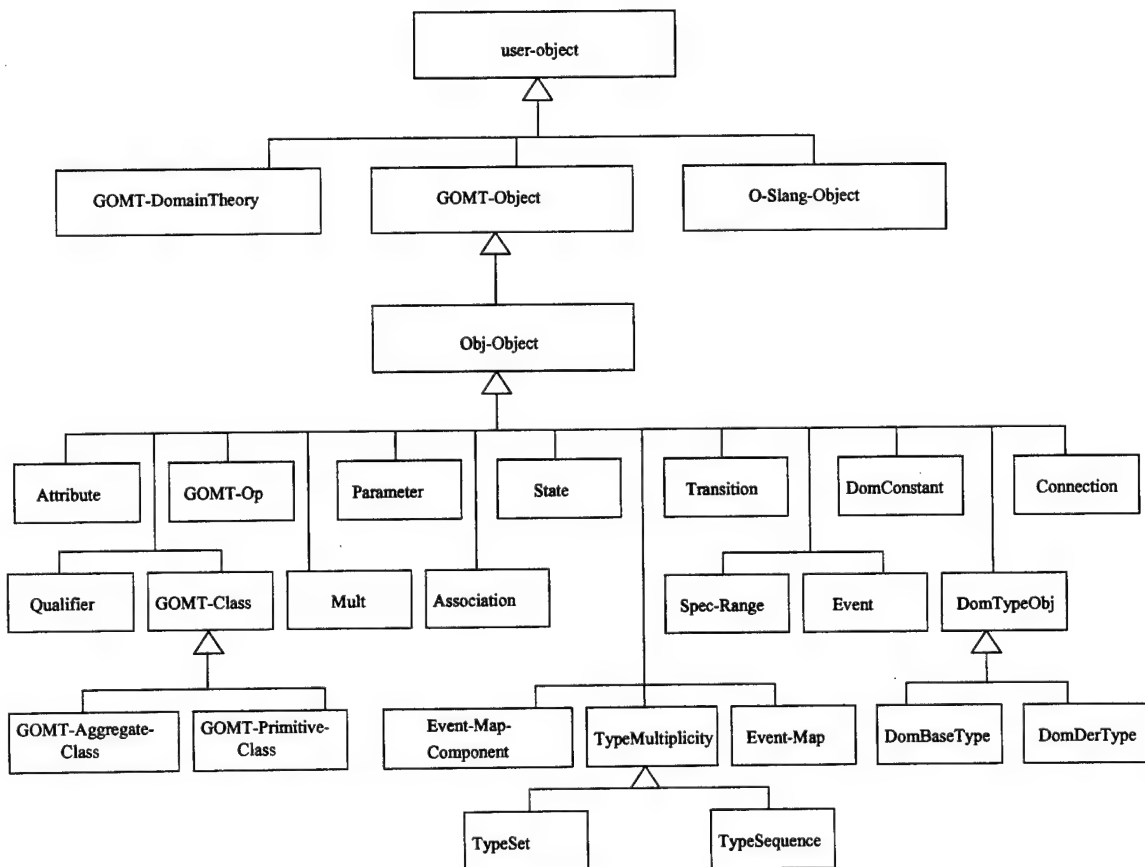 user-object
GOMT-DomainTheory
GOMT-Object
O-Slang-Object
Obj-Object
Attribute
GOMT-Op
Parameter
State
Transition
DomConstant
Connection
Qualifier
GOMT-Class
Mult
Association
Spec-Range
Event
DomTypeObj
GOMT-Aggregate-
Class
GOMT-Primitive-
Class
Event-Map-
Component
TypeMultiplicity
Event-Map
DomBaseType
DomDerType
TypeSet
TypeSequence